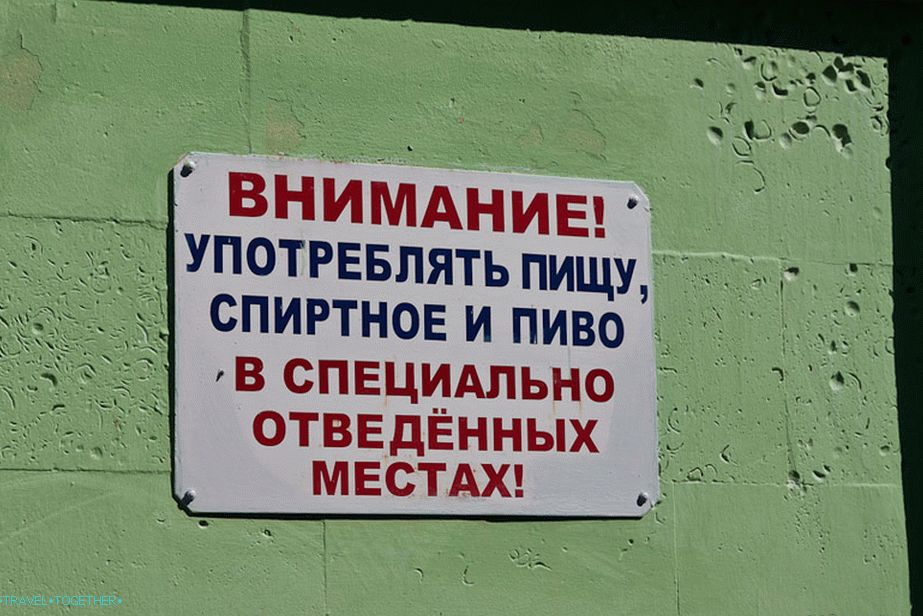 ВНИМАНИЕ!
УПОТРЕБЛЯТЬ ПИЩУ,
СПИРТНОЕ И ПИВО
В СПЕЦИАЛЬНО
ОТВЕДЁННЫХ
МЕСТАХ!
•TRAVEL•TOGETHER•